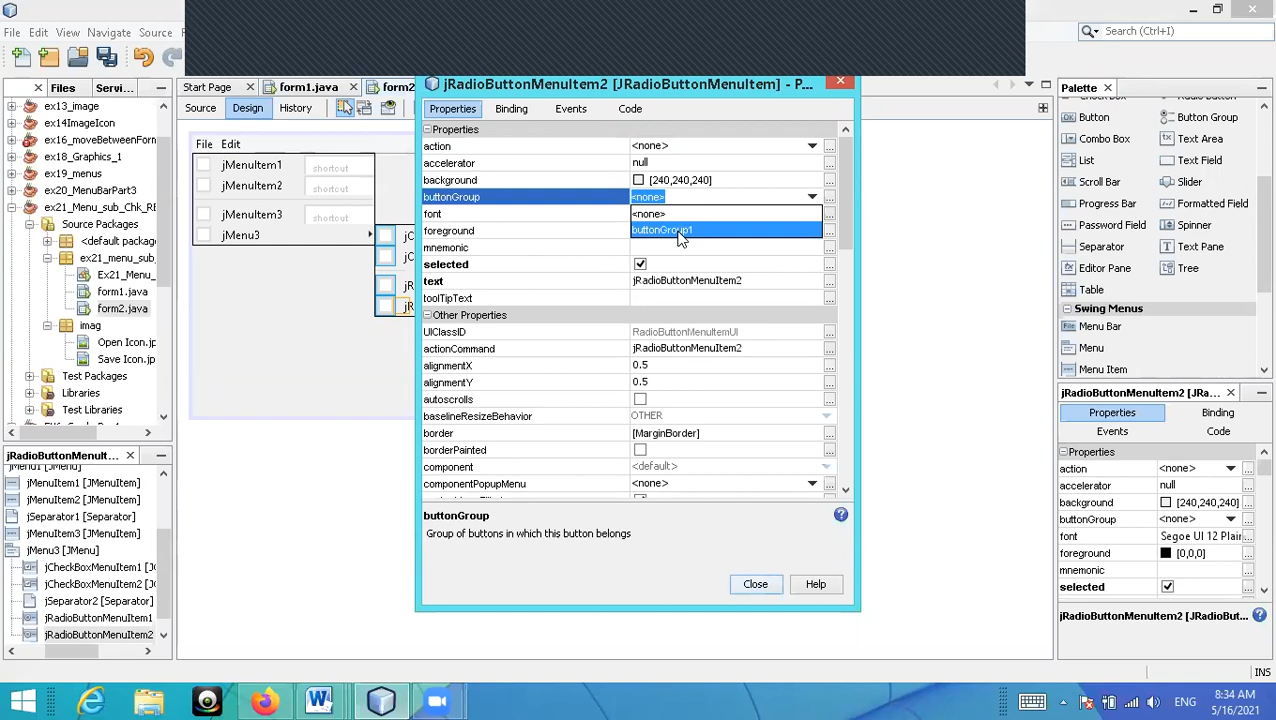 jRadioButtonMenuItem2 [JRadioButtonMenuItem] - P...
File Edit View Navigate Source
Search (Ctrl+I)
Files Servi...
Start Page form1.java form2
Source Design History
Properties Binding Events Code
Palette
ex13_image
ex14ImageIcon
ex16_moveBetweenForm
ex18_Graphics_1
ex19_menus
ex20_MenuBarPart3
ex21_Menu_sub_Chk_RE
Source Packages
<default package
ex21_menu_sub_
Ex21_Menu_
form1.java
form2.java
imag
Open Icon.jp
Save Icon.jp
Test Packages
Libraries
Test Libraries
File Edit
jMenuItem1 shortcut
jMenuItem2 shortcut
jMenuItem3 shortcut
jMenu3
Properties
action <none>
accelerator null
background [240,240,240]
buttonGroup <none>
<none>
buttonGroup1
font
foreground
mnemonic
selected
text jRadioButtonMenuItem2
toolTipText
Other Properties
UIClassID RadioButtonMenuItemUI
actionCommand jRadioButtonMenuItem2
alignmentX 0.5
alignmentY 0.5
autoscrolls
baselineResizeBehavior OTHER
border [MarginBorder]
borderPainted
component <default>
componentPopupMenu <none>
buttonGroup
Group of buttons in which this button belongs
Close Help
Button Button Group
Combo Box Text Area
List Text Field
Scroll Bar Slider
Progress Bar Formatted Field
Separator Text Pane
Editor Pane Tree
Table
Swing Menus
Menu Bar
Menu
Menu Item
jRadioButtonMenuItem2 [JRa...
Properties Binding
Events Code
Properties
action <none>
accelerator null
background [240,240,240]
buttonGroup <none>
font Segoe UI 12 Plain
foreground [0,0,0]
mnemonic
selected
jRadioButtonMenuItem2 [JRadioBut...
jRadioButtonMenuIt...
jMenu1 [JMenu]
jMenuItem1 [JMenuItem]
jMenuItem2 [JMenuItem]
jSeparator1 [Separator]
jMenuItem3 [JMenuItem]
jMenu3 [JMenu]
jCheckBoxMenuItem1 [JC
jCheckBoxMenuItem2 [JC
jSeparator2 [Separator]
jRadioButtonMenuItem1
jRadioButtonMenuItem2
INS
ENG
8:34 AM
5/16/2021